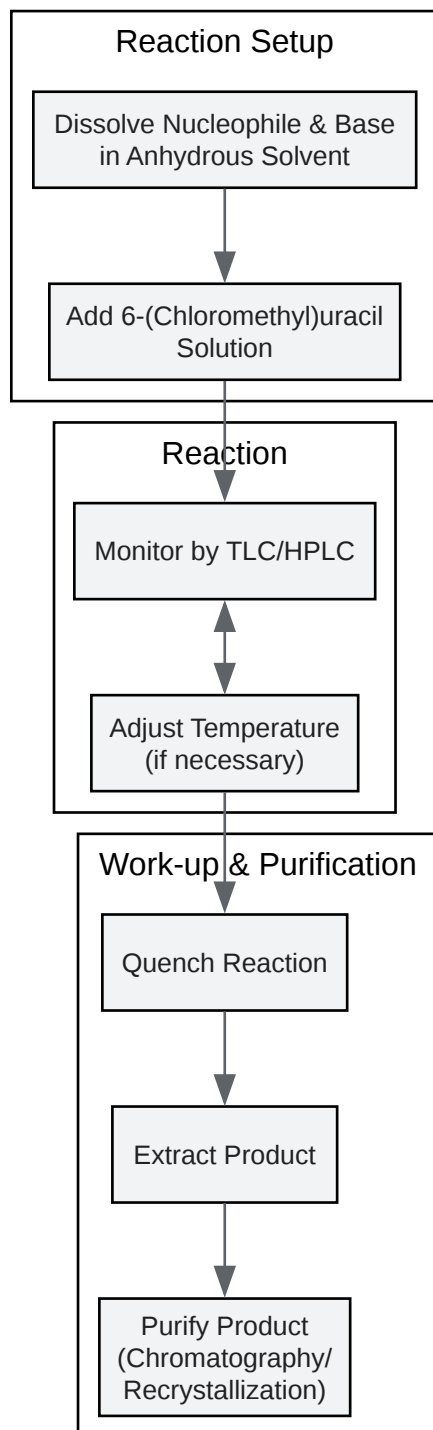 Reaction Setup
Dissolve Nucleophile & Base
in Anhydrous Solvent
Add 6-(Chloromethyl)uracil
Solution
Reaction
Monitor by TLC/HPLC
Adjust Temperature
(if necessary)
Work-up & Purification
Quench Reaction
Extract Product
Purify Product
(Chromatography/
Recrystallization)